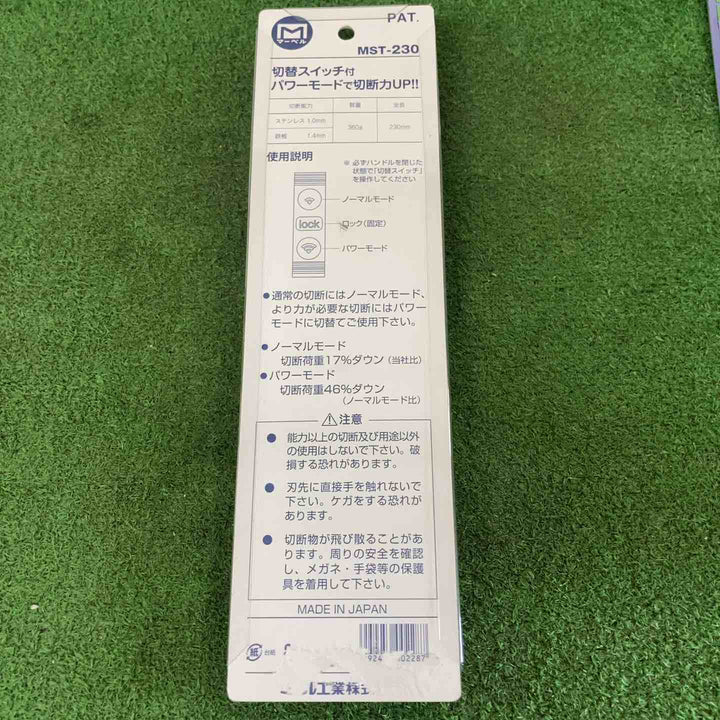 M
マーベル
PAT.
MST-230
切替スイッチ付
パワーモードで切断力UP!!
切断能力 質量 全長
ステンレス 1.0mm 360g 230mm
鉄板 1.4mm
使用説明
※ 必ずハンドルを閉じた
状態で「切替スイッチ」
を操作してください
ノーマルモード
lock ロック(固定)
パワーモード
●通常の切断にはノーマルモード、
より力が必要な切断にはパワー
モードに切替てご使用下さい。
●ノーマルモード
切断荷重17%ダウン(当社比)
●パワーモード
切断荷重46%ダウン
(ノーマルモード比)
⚠注意
● 能力以上の切断及び用途以外
の使用はしないで下さい。破
損する恐れがあります。
● 刃先に直接手を触れないで
下さい。ケガをする恐れが
あります。
● 切断物が飛び散ることがあ
ります。周りの安全を確認
し、メガネ・手袋等の保護
具を着用して下さい。
MADE IN JAPAN
紙 台紙
924 02287
ル工業株式